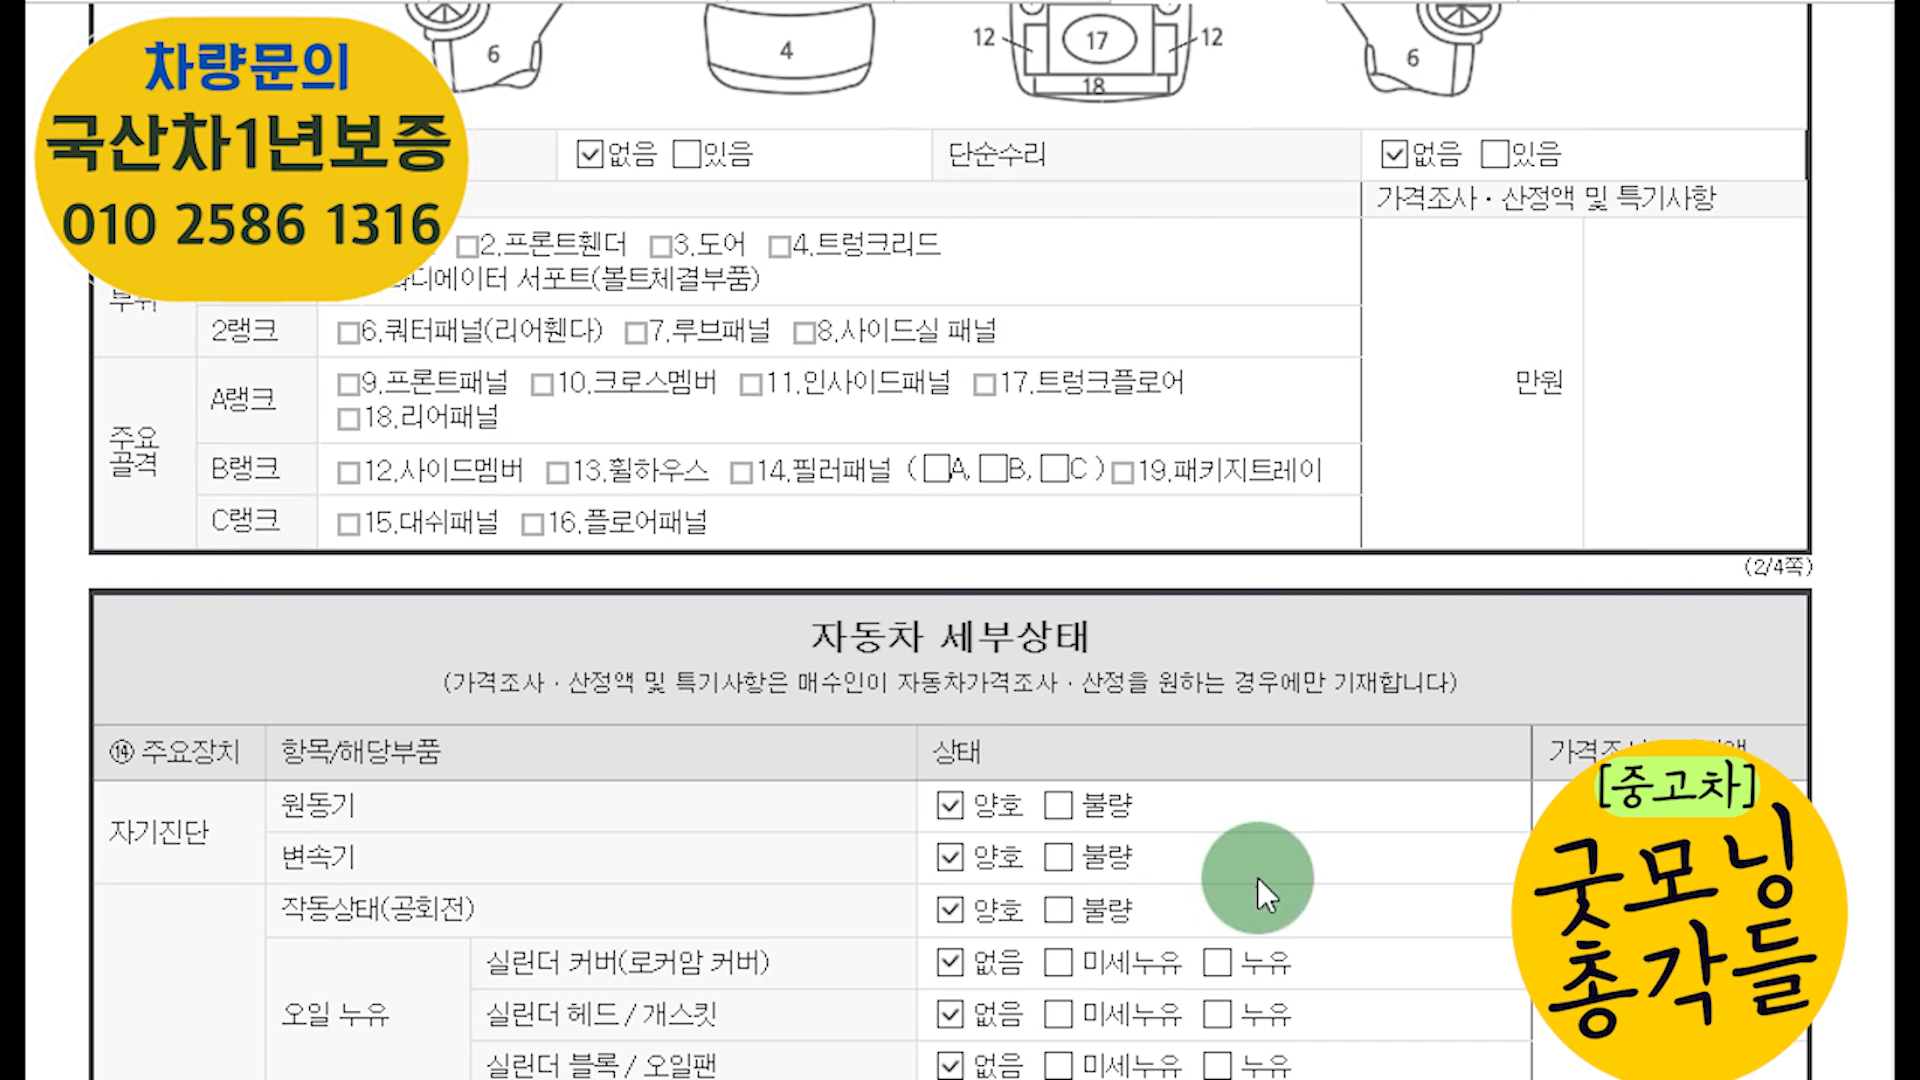 차량문의
국산차1년보증
010 2586 1316
6
4
12
17
12
18
6
없음 있음
단순수리
없음 있음
가격조사·산정액 및 특기사항
2.프론트휀더 3.도어 4.트렁크리드
라디에이터 서포트(볼트체결부품)
부위
2랭크
6.쿼터패널(리어휀다) 7.루브패널 8.사이드실 패널
주요
골격
A랭크
9.프론트패널 10.크로스멤버 11.인사이드패널 17.트렁크플로어
18.리어패널
만원
B랭크
12.사이드멤버 13.휠하우스 14.필러패널 ( A, B, C ) 19.패키지트레이
C랭크
15.대쉬패널 16.플로어패널
(2/4쪽)
자동차 세부상태
(가격조사·산정액 및 특기사항은 매수인이 자동차가격조사·산정을 원하는 경우에만 기재합니다)
⑭ 주요장치
항목/해당부품
상태
자기진단
원동기
양호 불량
변속기
양호 불량
작동상태(공회전)
양호 불량
오일 누유
실린더 커버(로커암 커버)
없음 미세누유 누유
실린더 헤드 / 개스킷
없음 미세누유 누유
실린더 블록 / 오일팬
없음 미세누유 누유
[중고차]
굿모닝
총각들